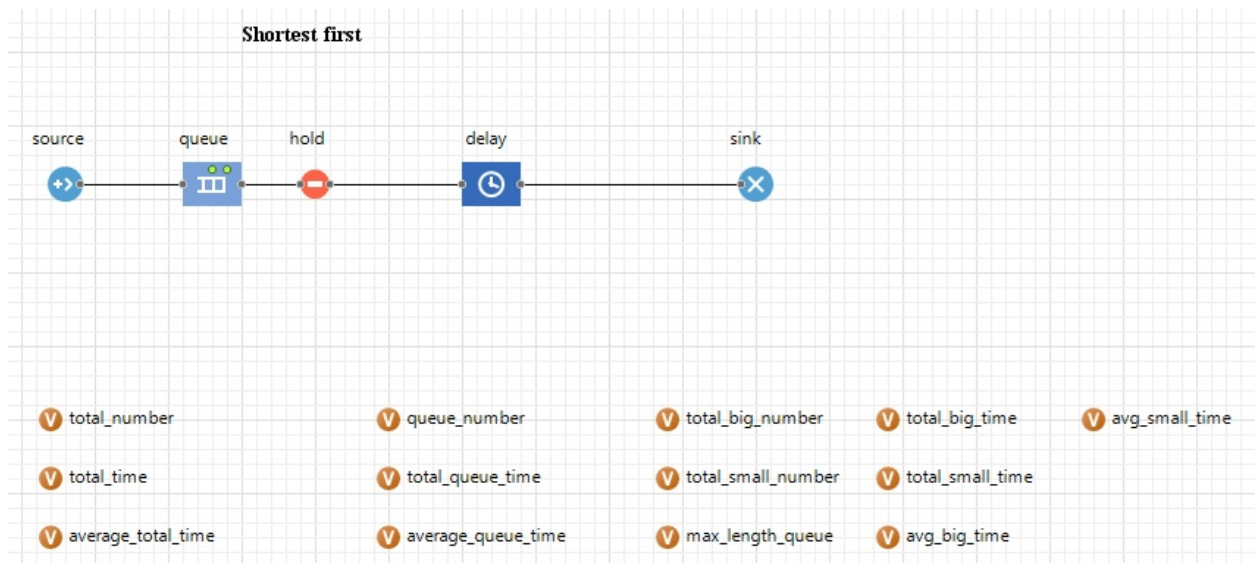 Shortest first
source queue hold delay sink
total_number queue_number total_big_number total_big_time avg_small_time
total_time total_queue_time total_small_number total_small_time
average_total_time average_queue_time max_length_queue avg_big_time